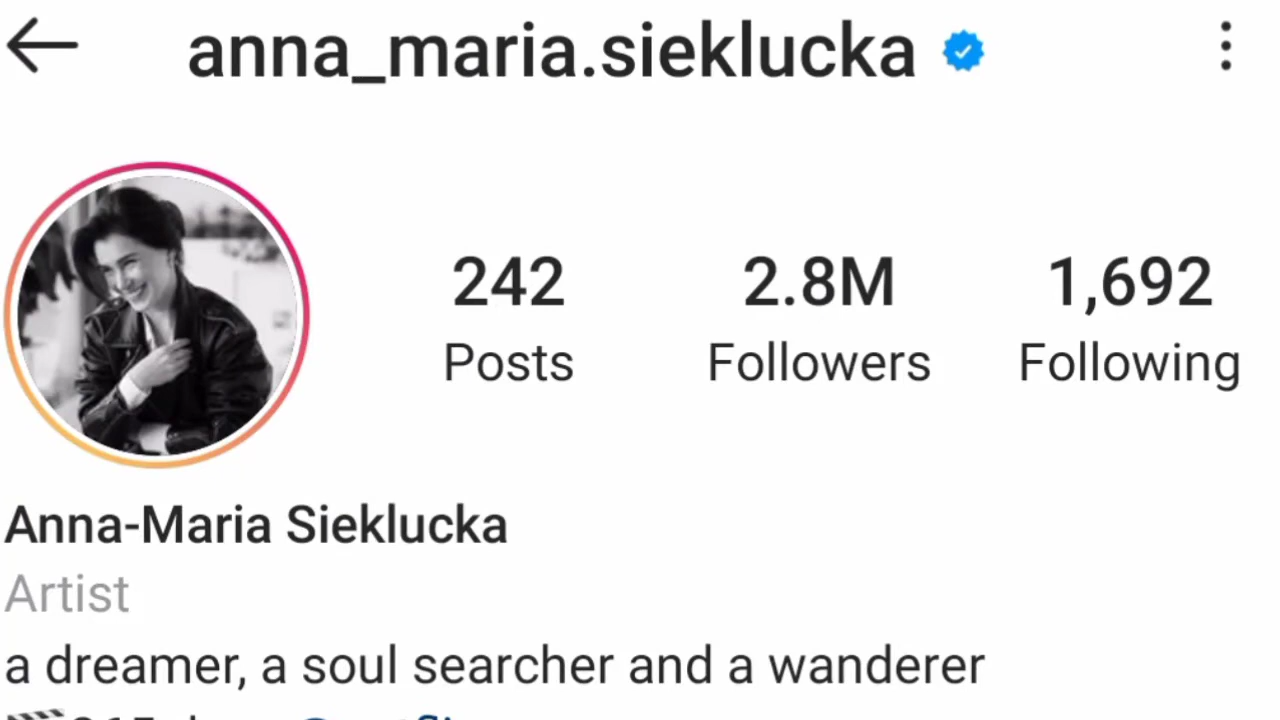 anna_maria.sieklucka
242 2.8M 1,692
Posts Followers Following
Anna-Maria Sieklucka
Artist
a dreamer, a soul searcher and a wanderer